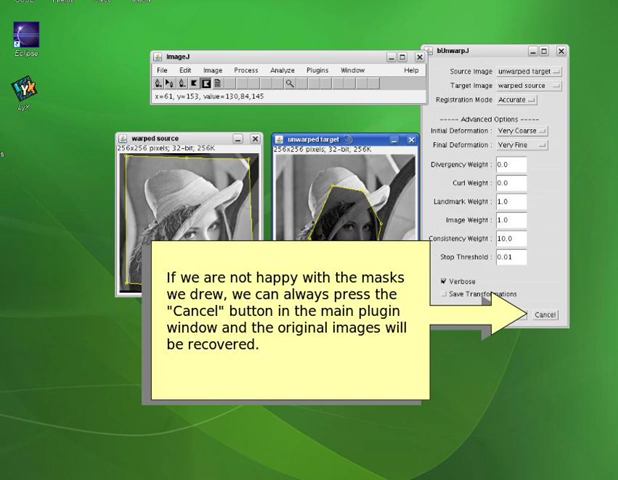 Eclipse
LyX
ImageJ
File Edit Image Process Analyze Plugins Window Help
x=61, y=153, value=130,84,145
bUnwarpJ
Source Image : unwarped target
Target Image : warped source
Registration Mode : Accurate
----- Advanced Options -----
Initial Deformation : Very Coarse
Final Deformation : Very Fine
Divergency Weight : 0.0
Curl Weight : 0.0
Landmark Weight : 1.0
Image Weight : 1.0
Consistency Weight : 10.0
Stop Threshold : 0.01
Verbose
Save Transformations
Cancel
warped source
256x256 pixels; 32-bit; 256K
unwarped target
256x256 pixels; 32-bit; 256K
If we are not happy with the masks
we drew, we can always press the
"Cancel" button in the main plugin
window and the original images will
be recovered.